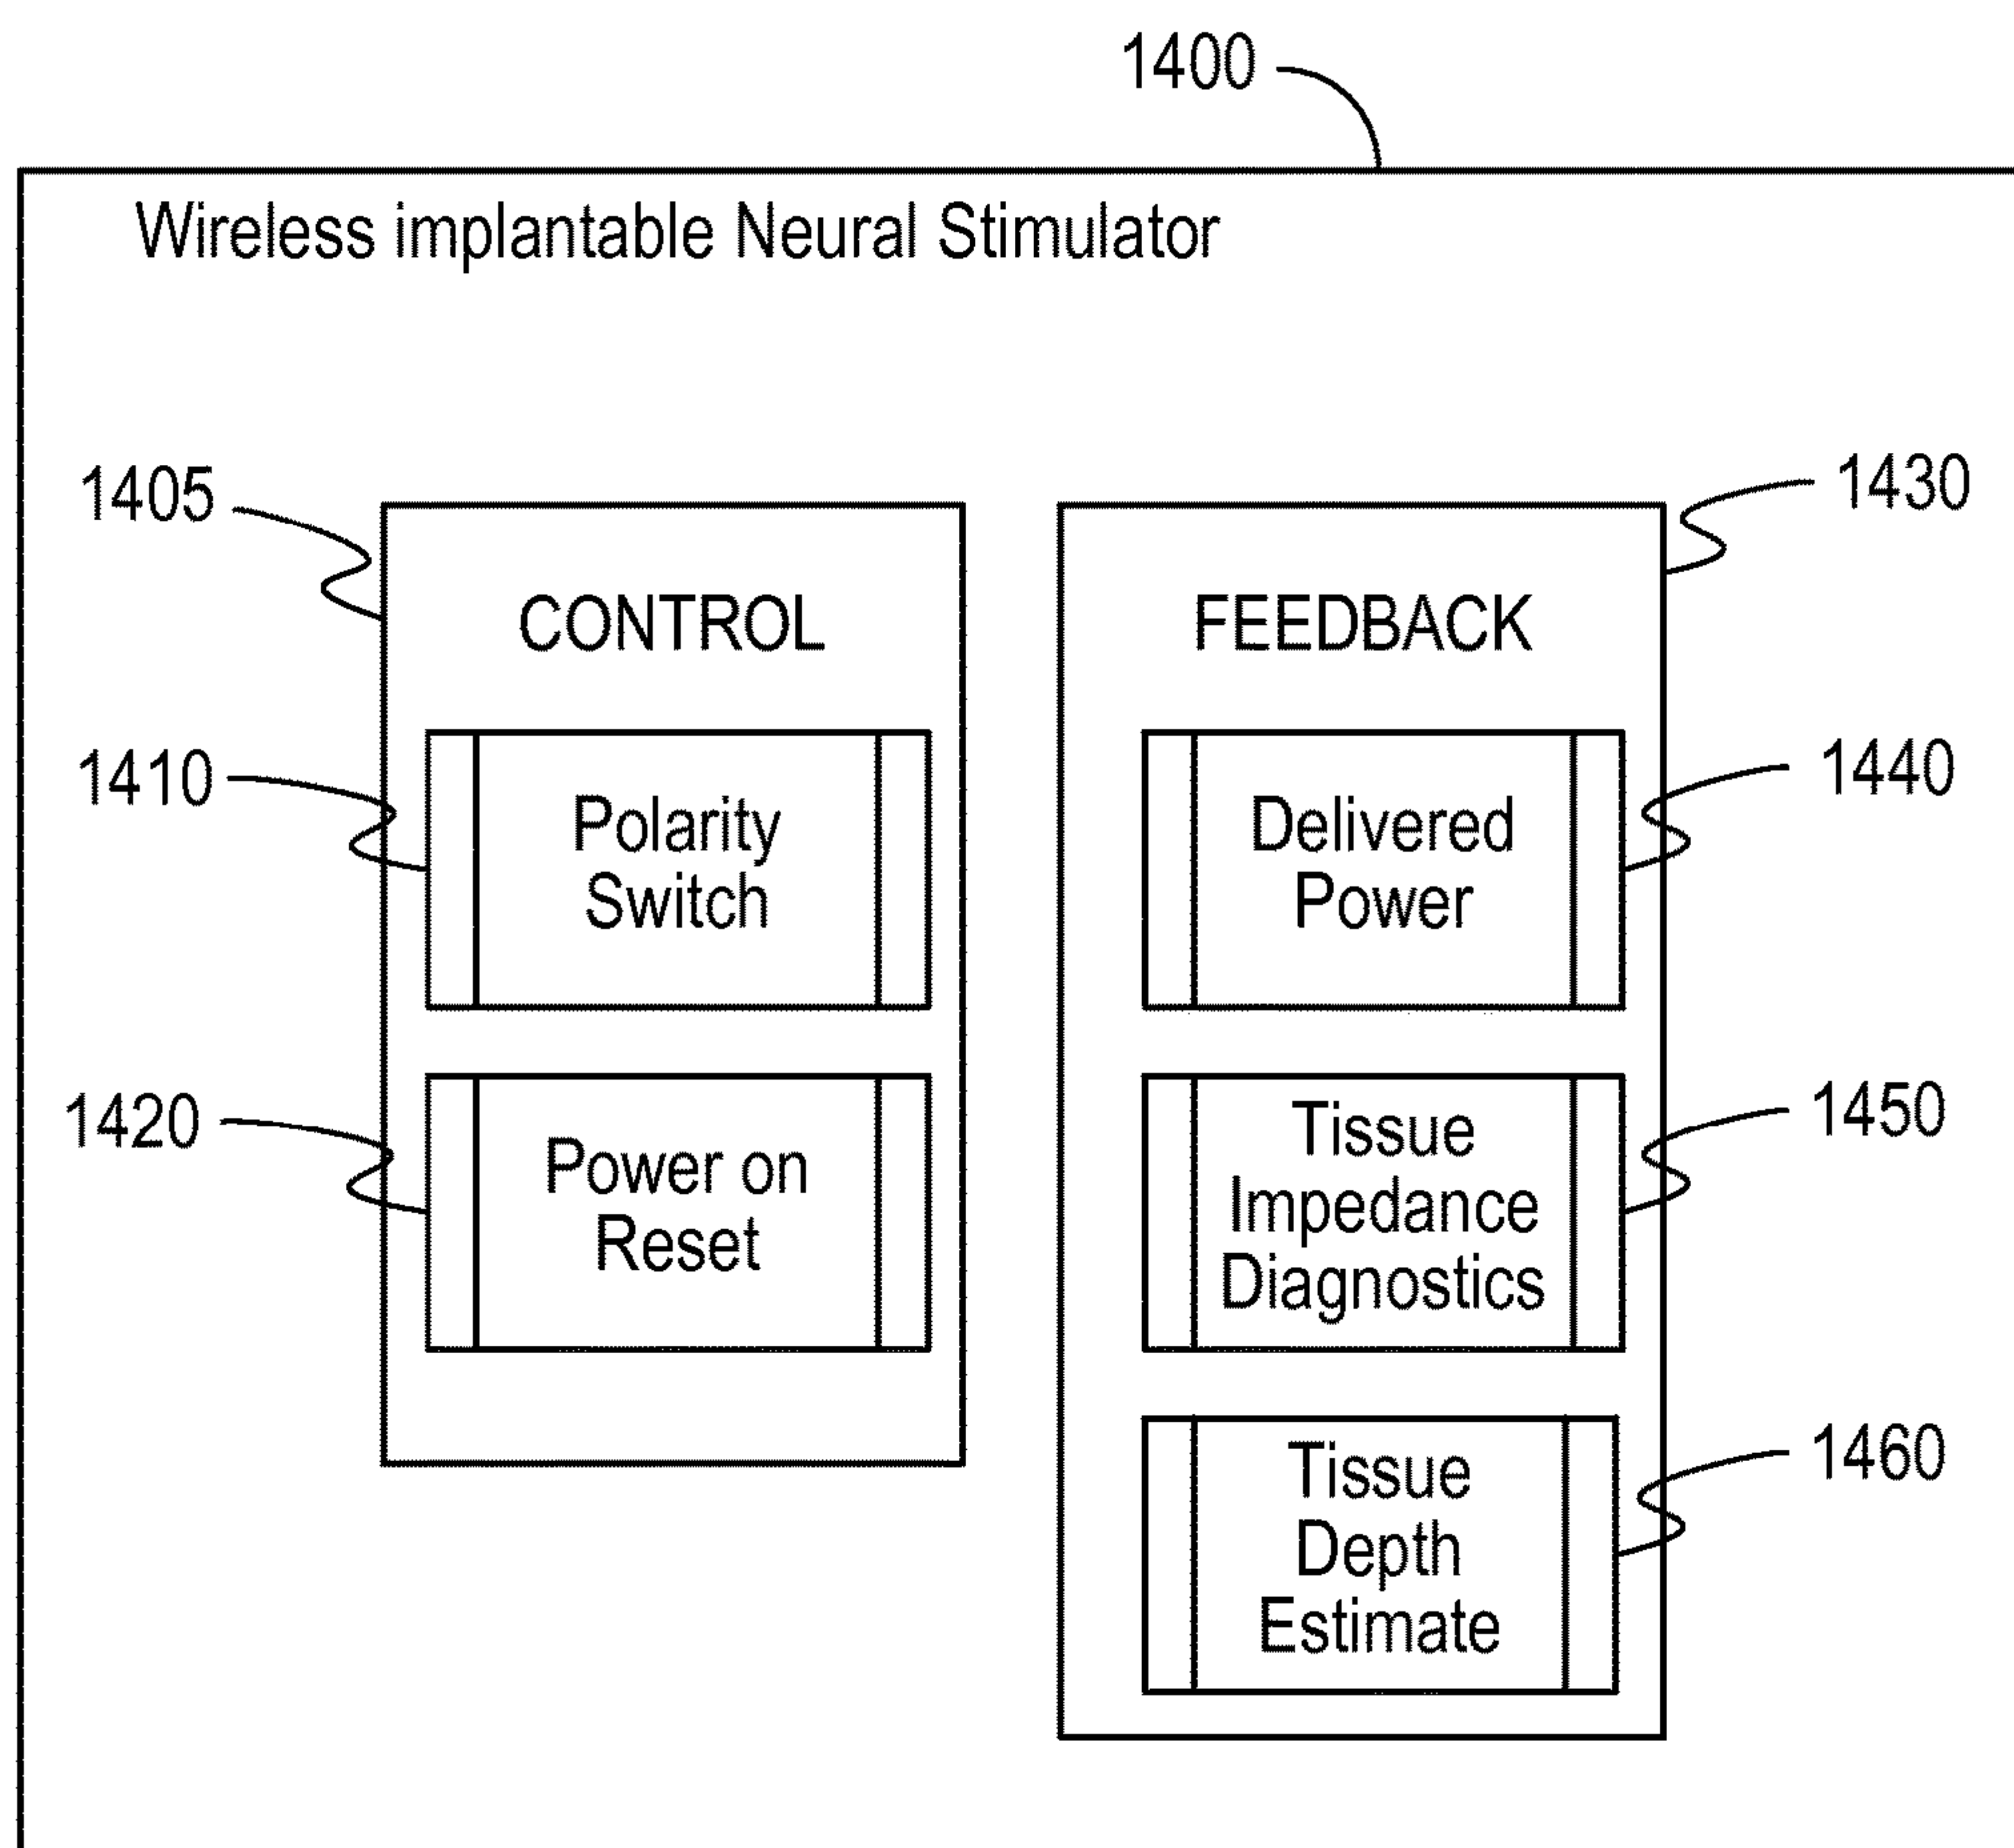 1400
Wireless implantable Neural Stimulator
1405
CONTROL
1410
Polarity
Switch
1420
Power on
Reset
1430
FEEDBACK
1440
Delivered
Power
1450
Tissue
Impedance
Diagnostics
1460
Tissue
Depth
Estimate